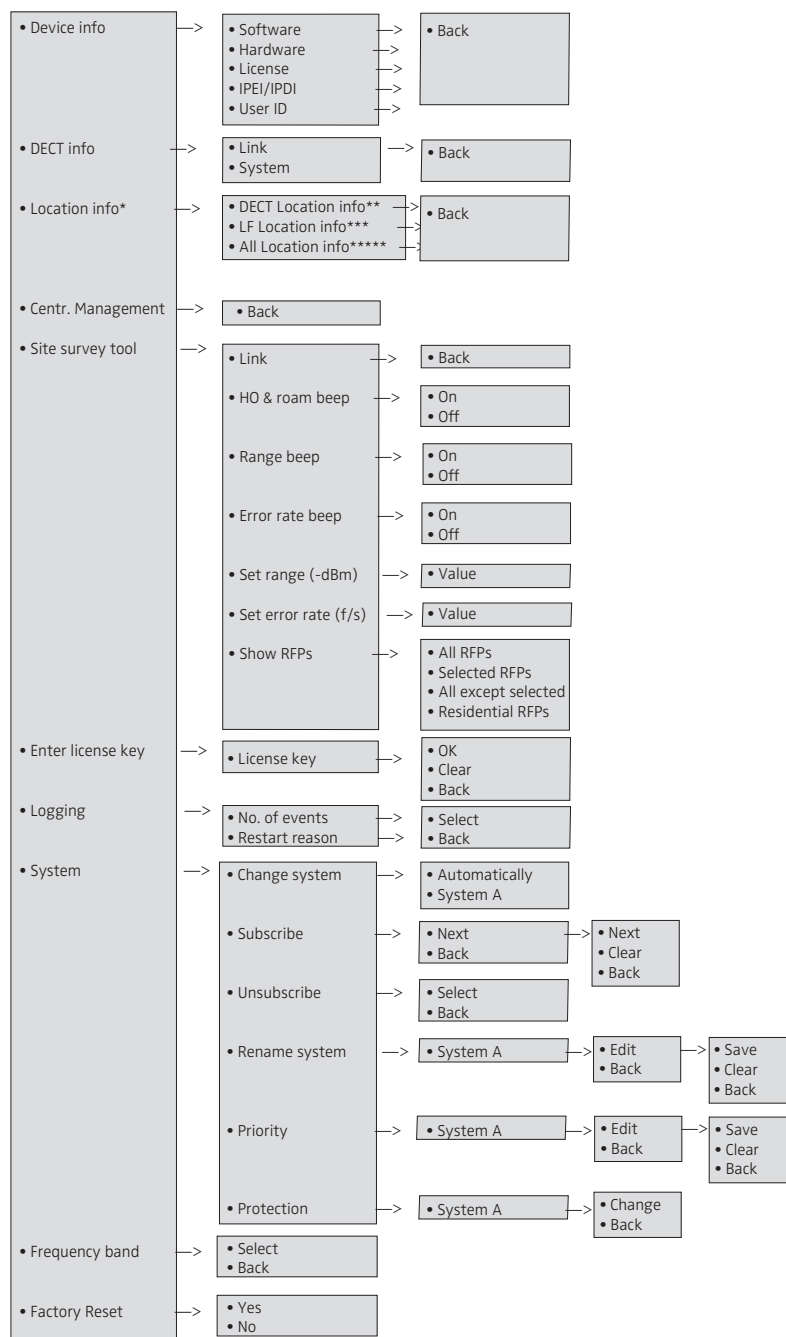 • Device info
• Software
• Hardware
• License
• IPEI/IPDI
• User ID
• Back
• DECT info
• Link
• System
• Back
• Location info*
• DECT Location info**
• LF Location info***
• All Location info*****
• Back
• Centr. Management
• Back
• Site survey tool
• Link
• Back
• HO & roam beep
• On
• Off
• Range beep
• On
• Off
• Error rate beep
• On
• Off
• Set range (-dBm)
• Value
• Set error rate (f/s)
• Value
• Show RFPs
• All RFPs
• Selected RFPs
• All except selected
• Residential RFPs
• Enter license key
• License key
• OK
• Clear
• Back
• Logging
• No. of events
• Restart reason
• Select
• Back
• System
• Change system
• Automatically
• System A
• Subscribe
• Next
• Back
• Next
• Clear
• Back
• Unsubscribe
• Select
• Back
• Rename system
• System A
• Edit
• Back
• Save
• Clear
• Back
• Priority
• System A
• Edit
• Back
• Save
• Clear
• Back
• Protection
• System A
• Change
• Back
• Frequency band
• Select
• Back
• Factory Reset
• Yes
• No